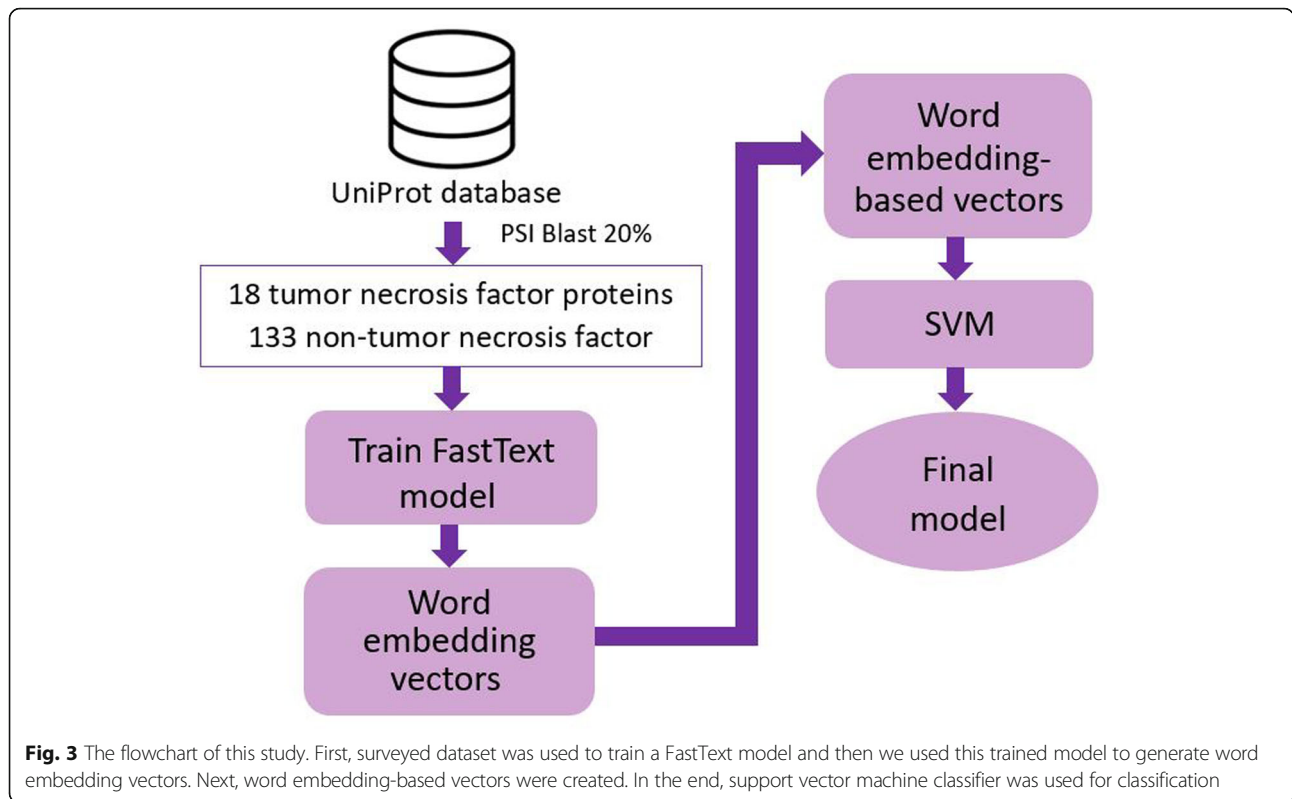 UniProt database
PSI Blast 20%
18 tumor necrosis factor proteins
133 non-tumor necrosis factor
Train FastText
model
Word
embedding
vectors
Word
embedding-
based vectors
SVM
Final
model
Fig. 3 The flowchart of this study. First, surveyed dataset was used to train a FastText model and then we used this trained model to generate word
embedding vectors. Next, word embedding-based vectors were created. In the end, support vector machine classifier was used for classification